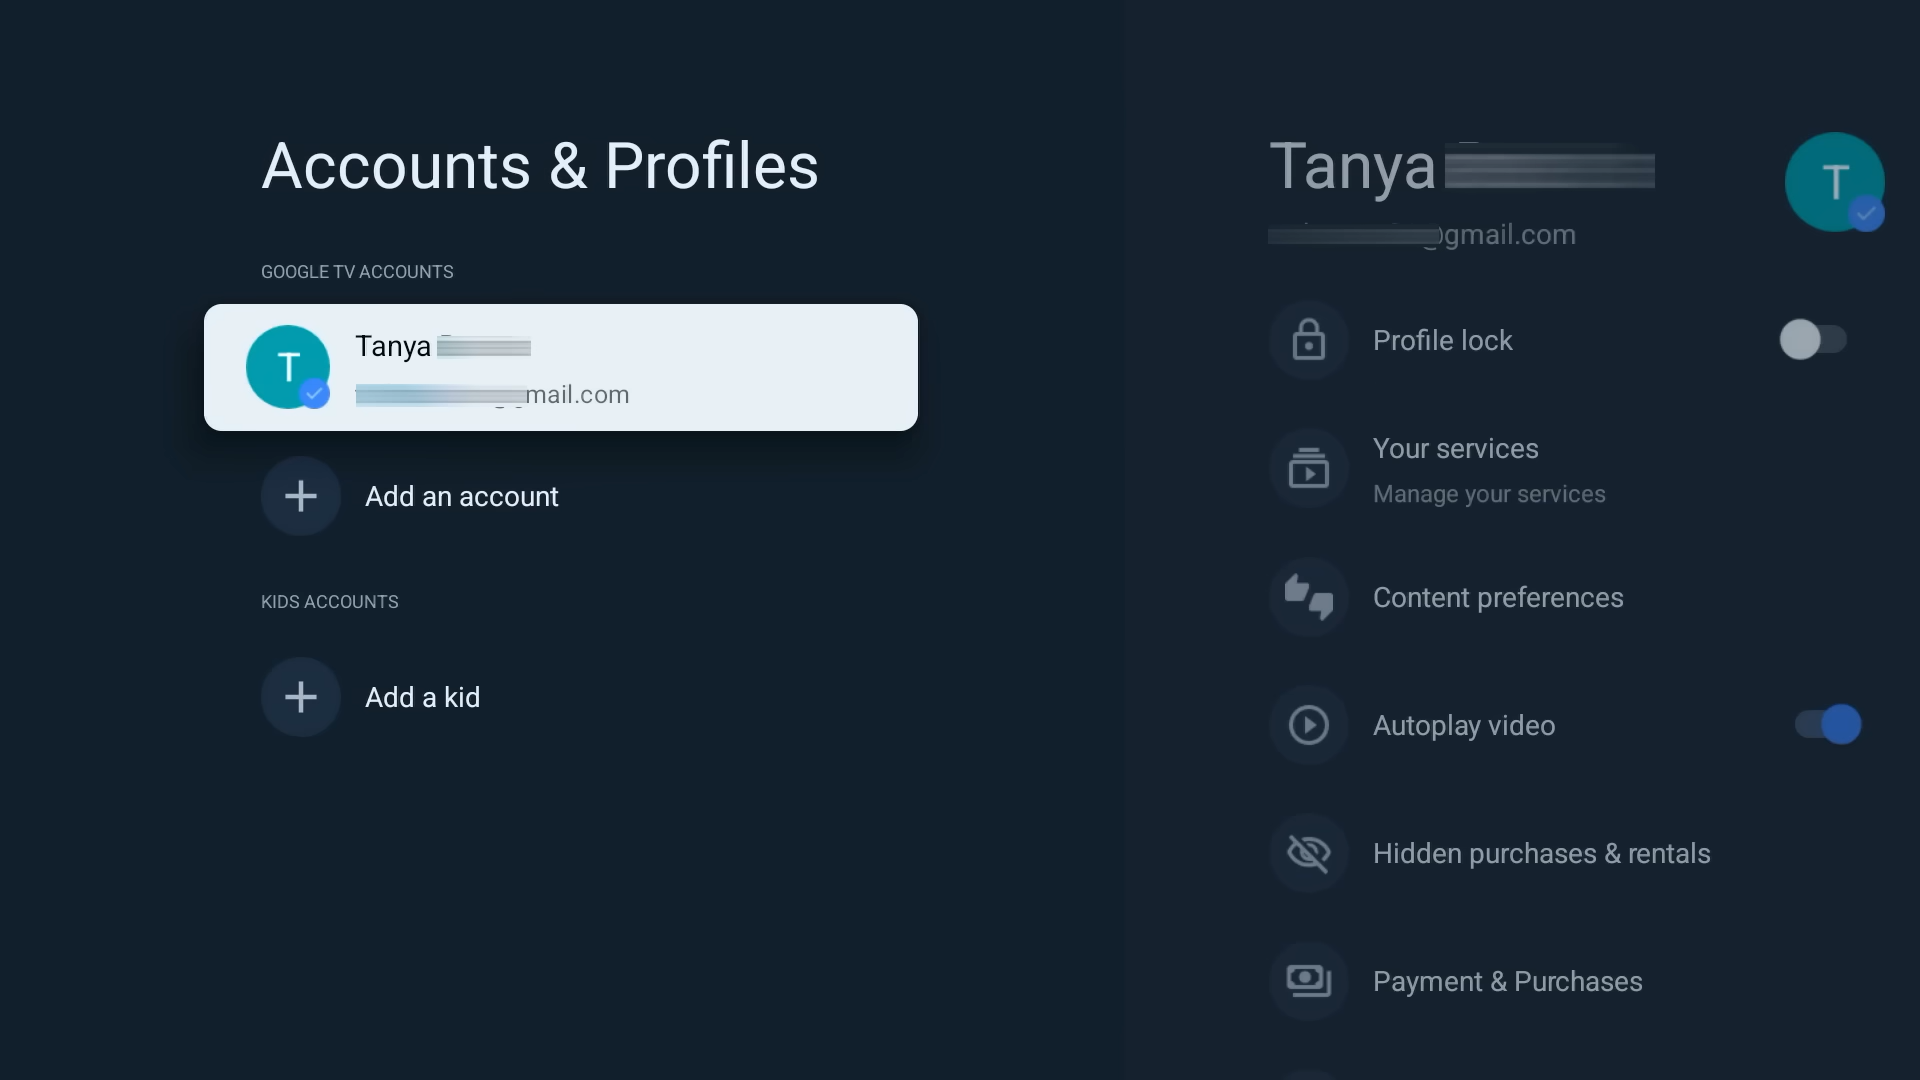 Accounts & Profiles
GOOGLE TV ACCOUNTS
T
Tanya
mail.com
Add an account
KIDS ACCOUNTS
Add a kid
Tanya
T
@gmail.com
Profile lock
Your services
Manage your services
Content preferences
Autoplay video
Hidden purchases & rentals
Payment & Purchases